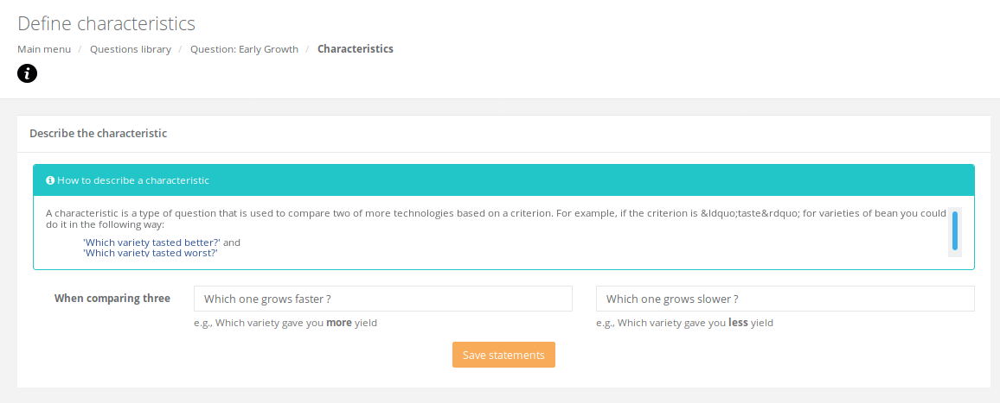 Define characteristics
Main menu / Questions library / Question: Early Growth / Characteristics
i
Describe the characteristic
i How to describe a characteristic
A characteristic is a type of question that is used to compare two of more technologies based on a criterion. For example, if the criterion is &ldquo;taste&rdquo; for varieties of bean you could
do it in the following way:
'Which variety tasted better?' and
'Which variety tasted worst?'
When comparing three Which one grows faster ? Which one grows slower ?
e.g., Which variety gave you more yield e.g., Which variety gave you less yield
Save statements